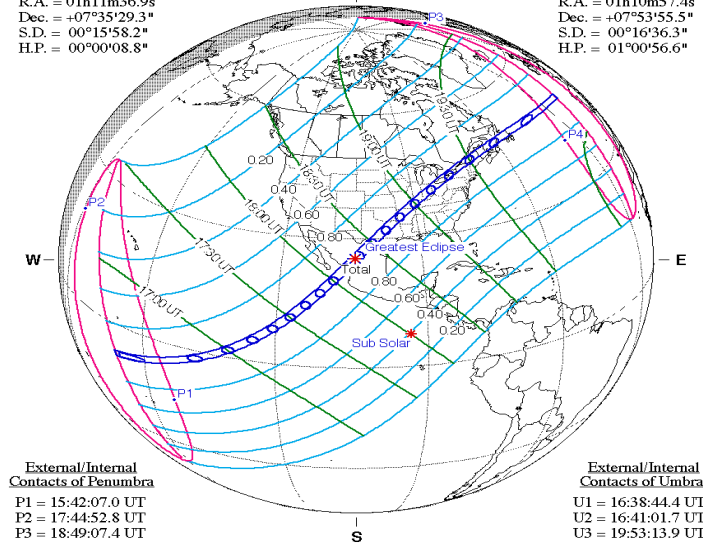 R.A. = 01h11m36.9s
Dec. = +07°35'29.3"
S.D. = 00°15'58.2"
H.P. = 00°00'08.8"
R.A. = 01h10m57.4s
Dec. = +07°53'55.5"
S.D. = 00°16'36.3"
H.P. = 01°00'56.6"
P3
19:30 UT
P4
19:00 UT
0.20
18:30 UT
0.40
P2
18:00 UT
0.60
0.80
Greatest Eclipse
17:30 UT
W
E
Total
0.80
17:00 UT
0.60
0.40
0.20
Sub Solar
P1
External/Internal
Contacts of Penumbra
P1 = 15:42:07.0 UT
P2 = 17:44:52.8 UT
P3 = 18:49:07.4 UT
S
External/Internal
Contacts of Umbra
U1 = 16:38:44.4 UT
U2 = 16:41:01.7 UT
U3 = 19:53:13.9 UT